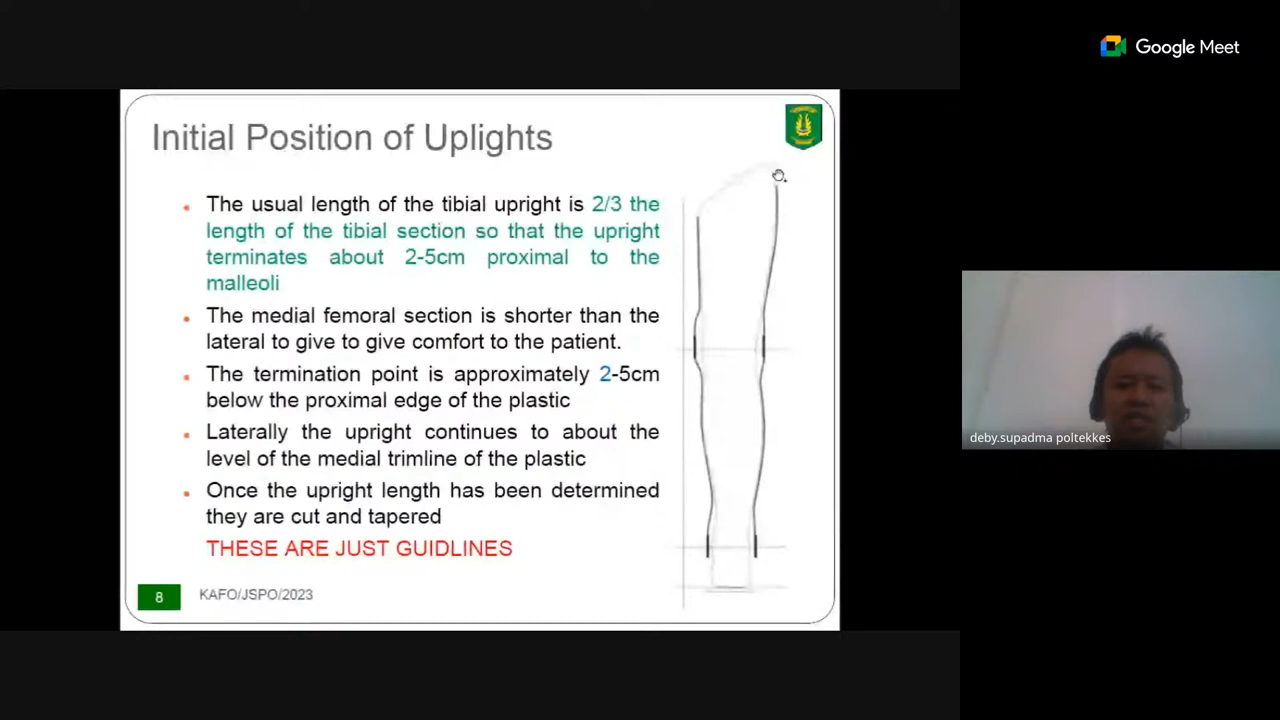 Google Meet
Initial Position of Uplights
The usual length of the tibial upright is 2/3 the
length of the tibial section so that the upright
terminates about 2-5cm proximal to the
malleoli
The medial femoral section is shorter than the
lateral to give to give comfort to the patient.
The termination point is approximately 2-5cm
below the proximal edge of the plastic
Laterally the upright continues to about the
level of the medial trimline of the plastic
Once the upright length has been determined
they are cut and tapered
THESE ARE JUST GUIDLINES
8
KAFO/JSPO/2023
deby.supadma poltekkes